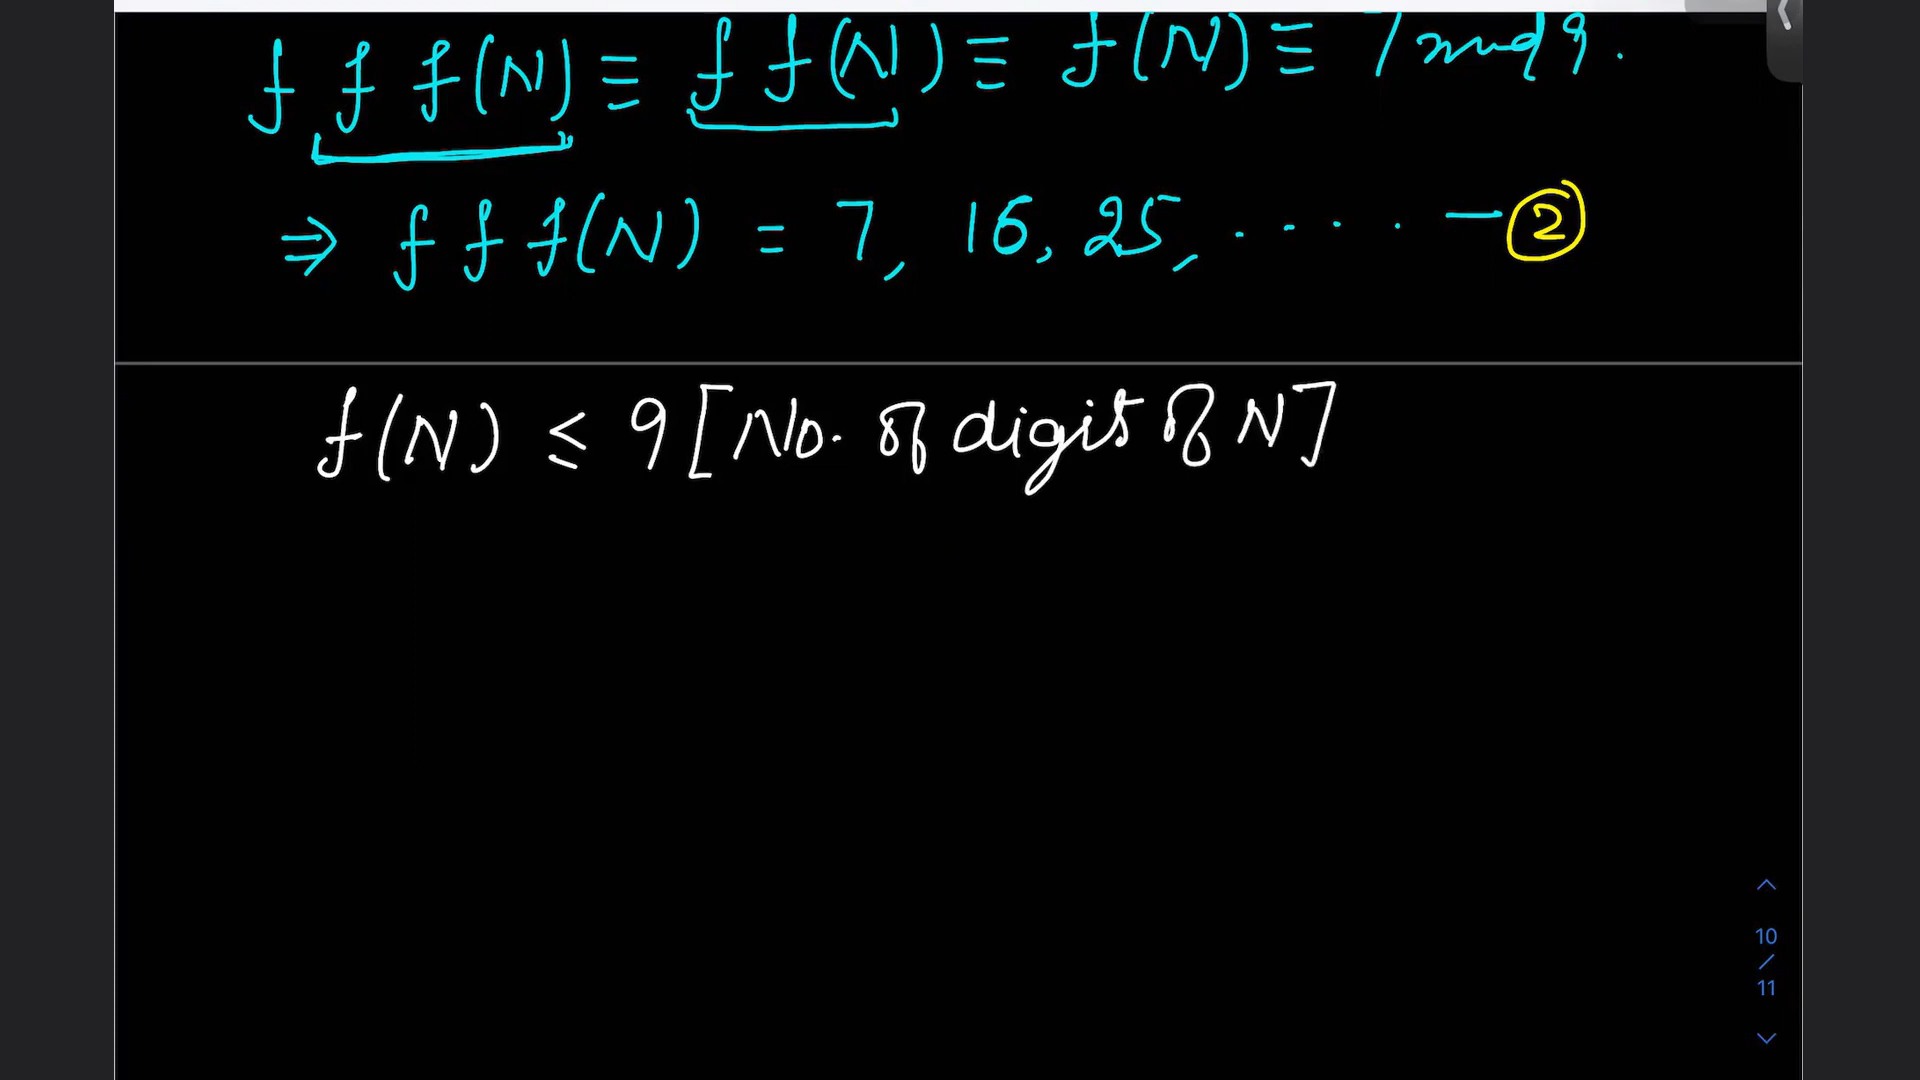 f f f(N) ≡ f f(N) ≡ f(N) ≡ 7 mod 9.
⇒ f f f(N) = 7, 16, 25, ..... — ②
f(N) ≤ 9 [No. of digits of N]
10
/
11